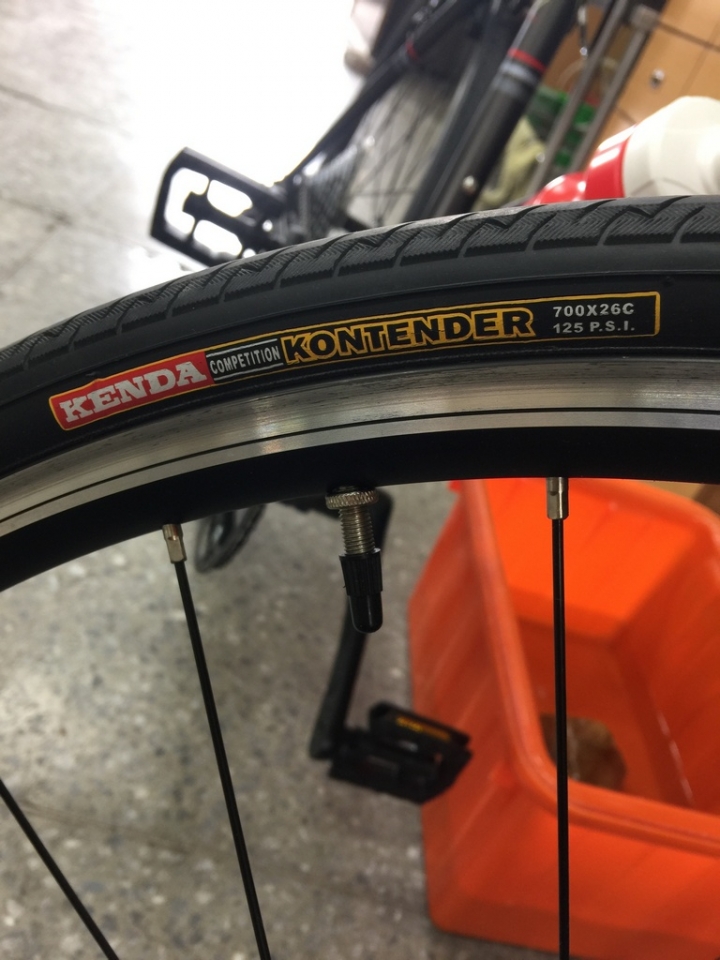 KENDA COMPETITION KONTENDER
700X26C
125 P.S.I.